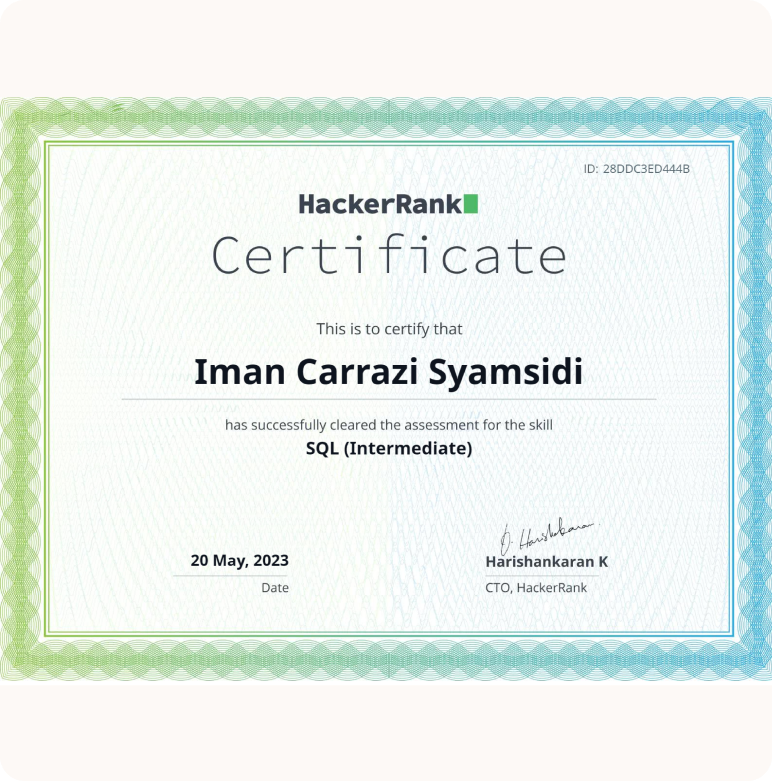 ID: 28DDC3ED444B
HackerRank
Certificate
This is to certify that
Iman Carrazi Syamsidi
has successfully cleared the assessment for the skill
SQL (Intermediate)
20 May, 2023
Date
Harishankaran K
CTO, HackerRank